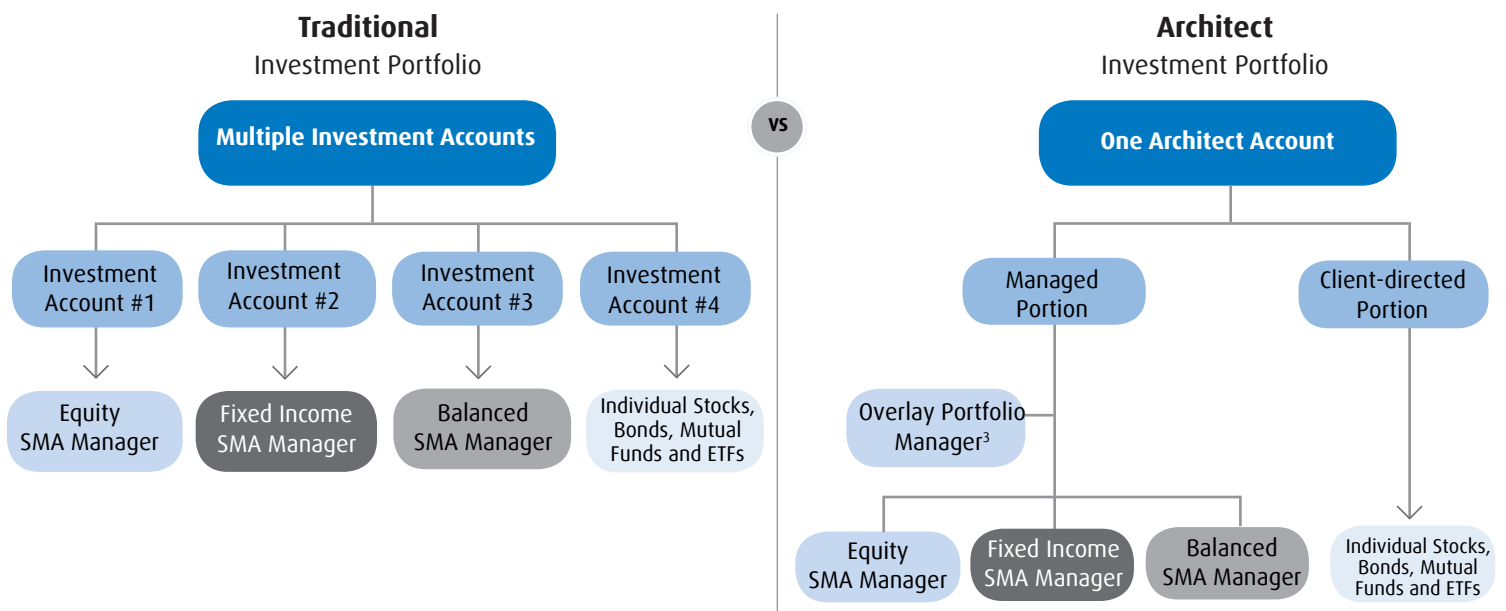 Traditional
Investment Portfolio
Multiple Investment Accounts
Investment
Account #1
Investment
Account #2
Investment
Account #3
Investment
Account #4
Equity
SMA Manager
Fixed Income
SMA Manager
Balanced
SMA Manager
Individual Stocks,
Bonds, Mutual
Funds and ETFs
VS
Architect
Investment Portfolio
One Architect Account
Managed
Portion
Client-directed
Portion
Overlay Portfolio
Manager³
Equity
SMA Manager
Fixed Income
SMA Manager
Balanced
SMA Manager
Individual Stocks,
Bonds, Mutual
Funds and ETFs